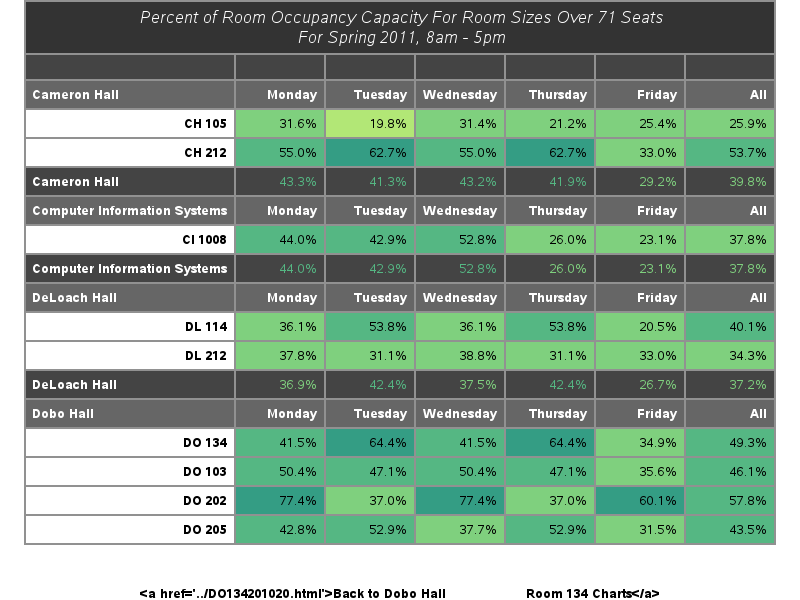 Percent of Room Occupancy Capacity For Room Sizes Over 71 Seats
For Spring 2011, 8am - 5pm
Cameron Hall Monday Tuesday Wednesday Thursday Friday All
CH 105 31.6% 19.8% 31.4% 21.2% 25.4% 25.9%
CH 212 55.0% 62.7% 55.0% 62.7% 33.0% 53.7%
Cameron Hall 43.3% 41.3% 43.2% 41.9% 29.2% 39.8%
Computer Information Systems Monday Tuesday Wednesday Thursday Friday All
CI 1008 44.0% 42.9% 52.8% 26.0% 23.1% 37.8%
Computer Information Systems 44.0% 42.9% 52.8% 26.0% 23.1% 37.8%
DeLoach Hall Monday Tuesday Wednesday Thursday Friday All
DL 114 36.1% 53.8% 36.1% 53.8% 20.5% 40.1%
DL 212 37.8% 31.1% 38.8% 31.1% 33.0% 34.3%
DeLoach Hall 36.9% 42.4% 37.5% 42.4% 26.7% 37.2%
Dobo Hall Monday Tuesday Wednesday Thursday Friday All
DO 134 41.5% 64.4% 41.5% 64.4% 34.9% 49.3%
DO 103 50.4% 47.1% 50.4% 47.1% 35.6% 46.1%
DO 202 77.4% 37.0% 77.4% 37.0% 60.1% 57.8%
DO 205 42.8% 52.9% 37.7% 52.9% 31.5% 43.5%
<a href='../DO134201020.html'>Back to Dobo Hall Room 134 Charts</a>